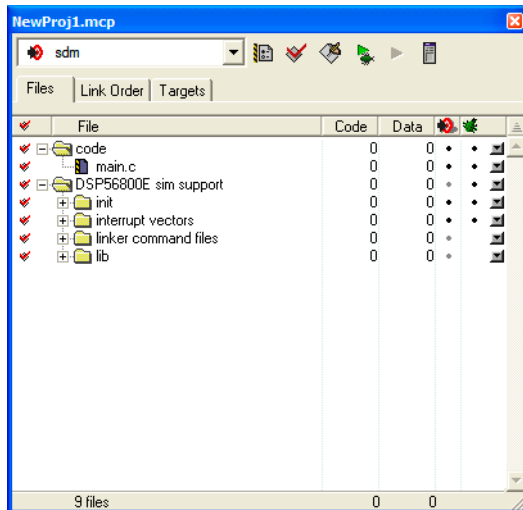 NewProj1.mcp
sdm
Files Link Order Targets
File Code Data
code 0 0
main.c 0 0
DSP56800E sim support 0 0
init 0 0
interrupt vectors 0 0
linker command files 0 0
lib 0 0
9 files 0 0